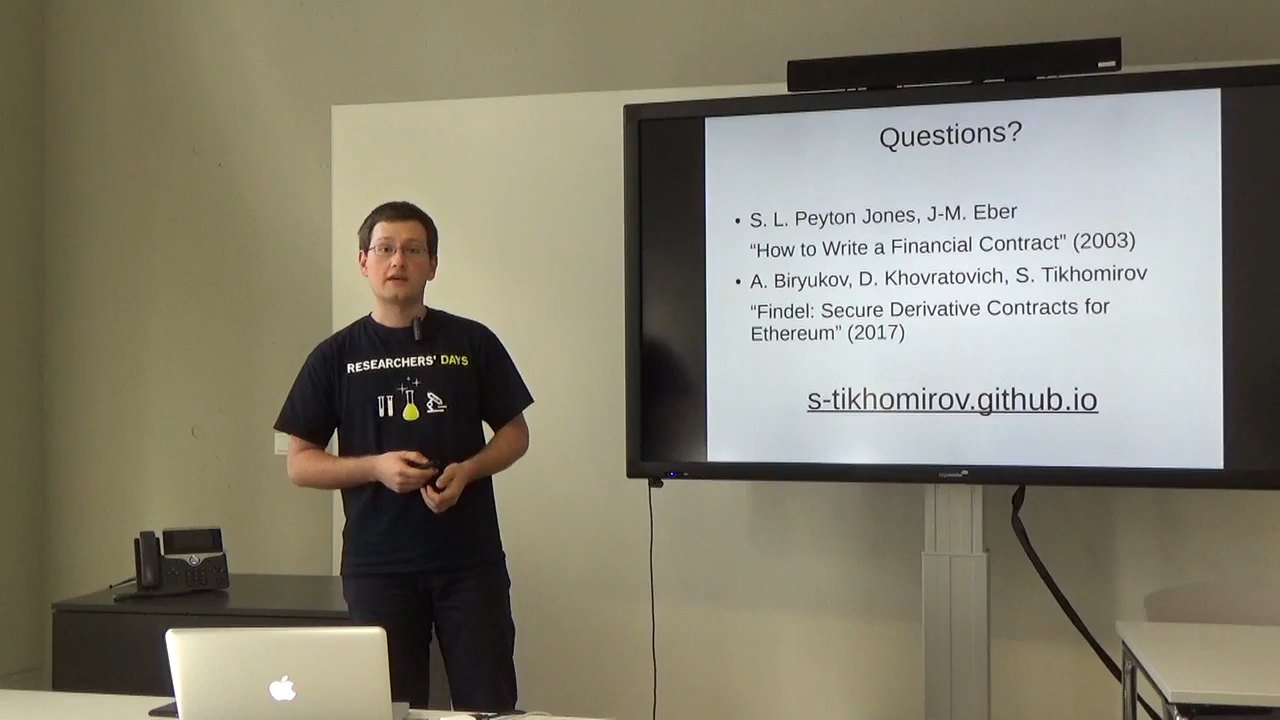 Questions?
• S. L. Peyton Jones, J-M. Eber
“How to Write a Financial Contract” (2003)
• A. Biryukov, D. Khovratovich, S. Tikhomirov
“Findel: Secure Derivative Contracts for
Ethereum” (2017)
s-tikhomirov.github.io
RESEARCHERS' DAYS